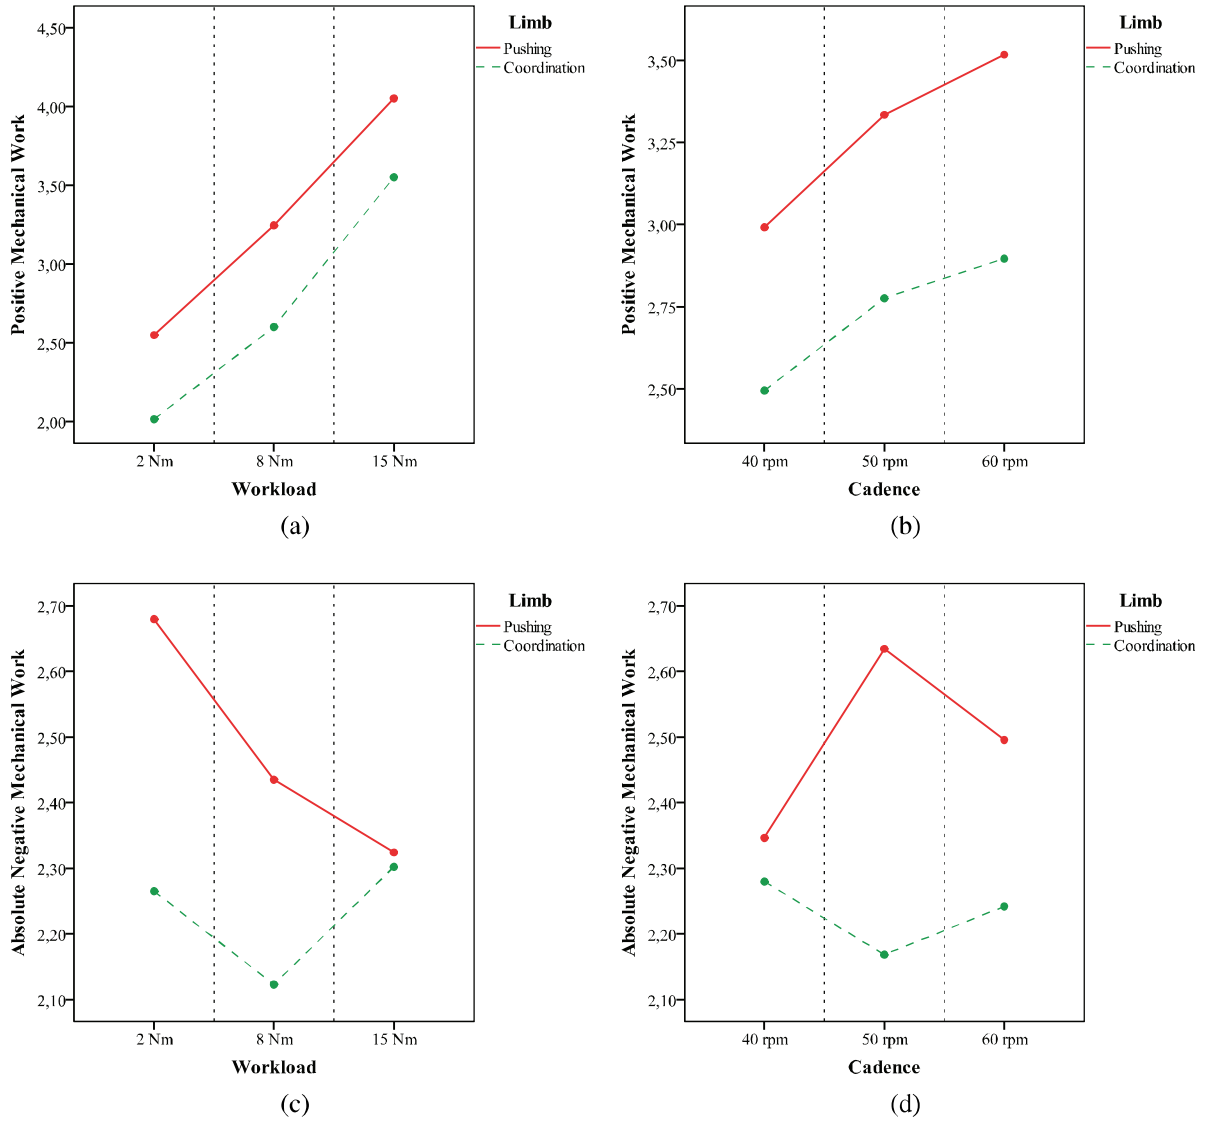 Limb
Pushing
Coordination
Positive Mechanical Work
4,50
4,00
3,50
3,00
2,50
2,00
2 Nm 8 Nm 15 Nm
Workload
(a)
Limb
Pushing
Coordination
Positive Mechanical Work
3,50
3,25
3,00
2,75
2,50
40 rpm 50 rpm 60 rpm
Cadence
(b)
Limb
Pushing
Coordination
Absolute Negative Mechanical Work
2,70
2,60
2,50
2,40
2,30
2,20
2,10
2 Nm 8 Nm 15 Nm
Workload
(c)
Limb
Pushing
Coordination
Absolute Negative Mechanical Work
2,70
2,60
2,50
2,40
2,30
2,20
2,10
40 rpm 50 rpm 60 rpm
Cadence
(d)